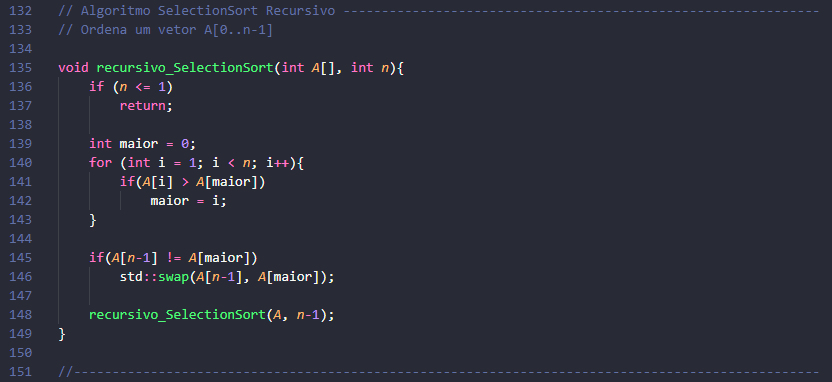 132 // Algoritmo SelectionSort Recursivo --------------------------------------------------------------
133 // Ordena um vetor A[0..n-1]
134
135 void recursivo_SelectionSort(int A[], int n){
136     if (n <= 1)
137         return;
138
139     int maior = 0;
140     for (int i = 1; i < n; i++){
141         if(A[i] > A[maior])
142             maior = i;
143     }
144
145     if(A[n-1] != A[maior])
146         std::swap(A[n-1], A[maior]);
147
148     recursivo_SelectionSort(A, n-1);
149 }
150
151 //-------------------------------------------------------------------------------------------------